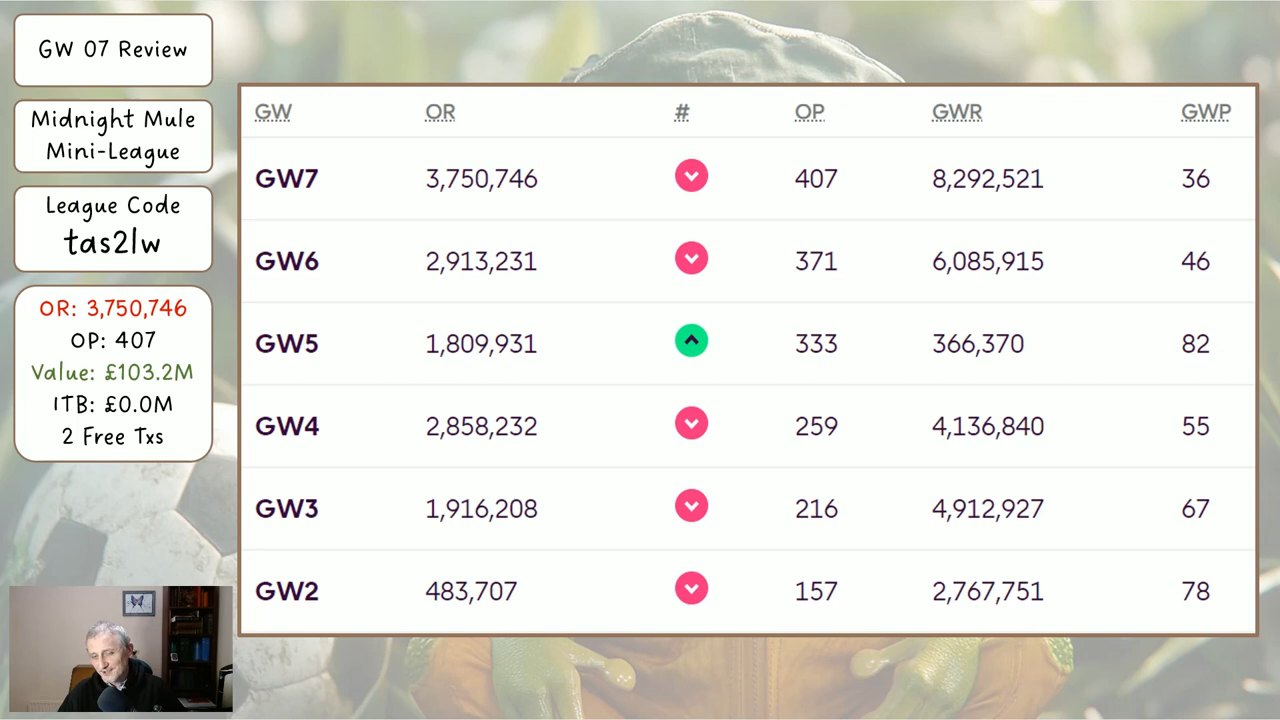 GW 07 Review
Midnight Mule
Mini-League
League Code
tas2lw
OR: 3,750,746
OP: 407
Value: £103.2M
ITB: £0.0M
2 Free Txs
GW OR # OP GWR GWP
GW7 3,750,746 407 8,292,521 36
GW6 2,913,231 371 6,085,915 46
GW5 1,809,931 333 366,370 82
GW4 2,858,232 259 4,136,840 55
GW3 1,916,208 216 4,912,927 67
GW2 483,707 157 2,767,751 78